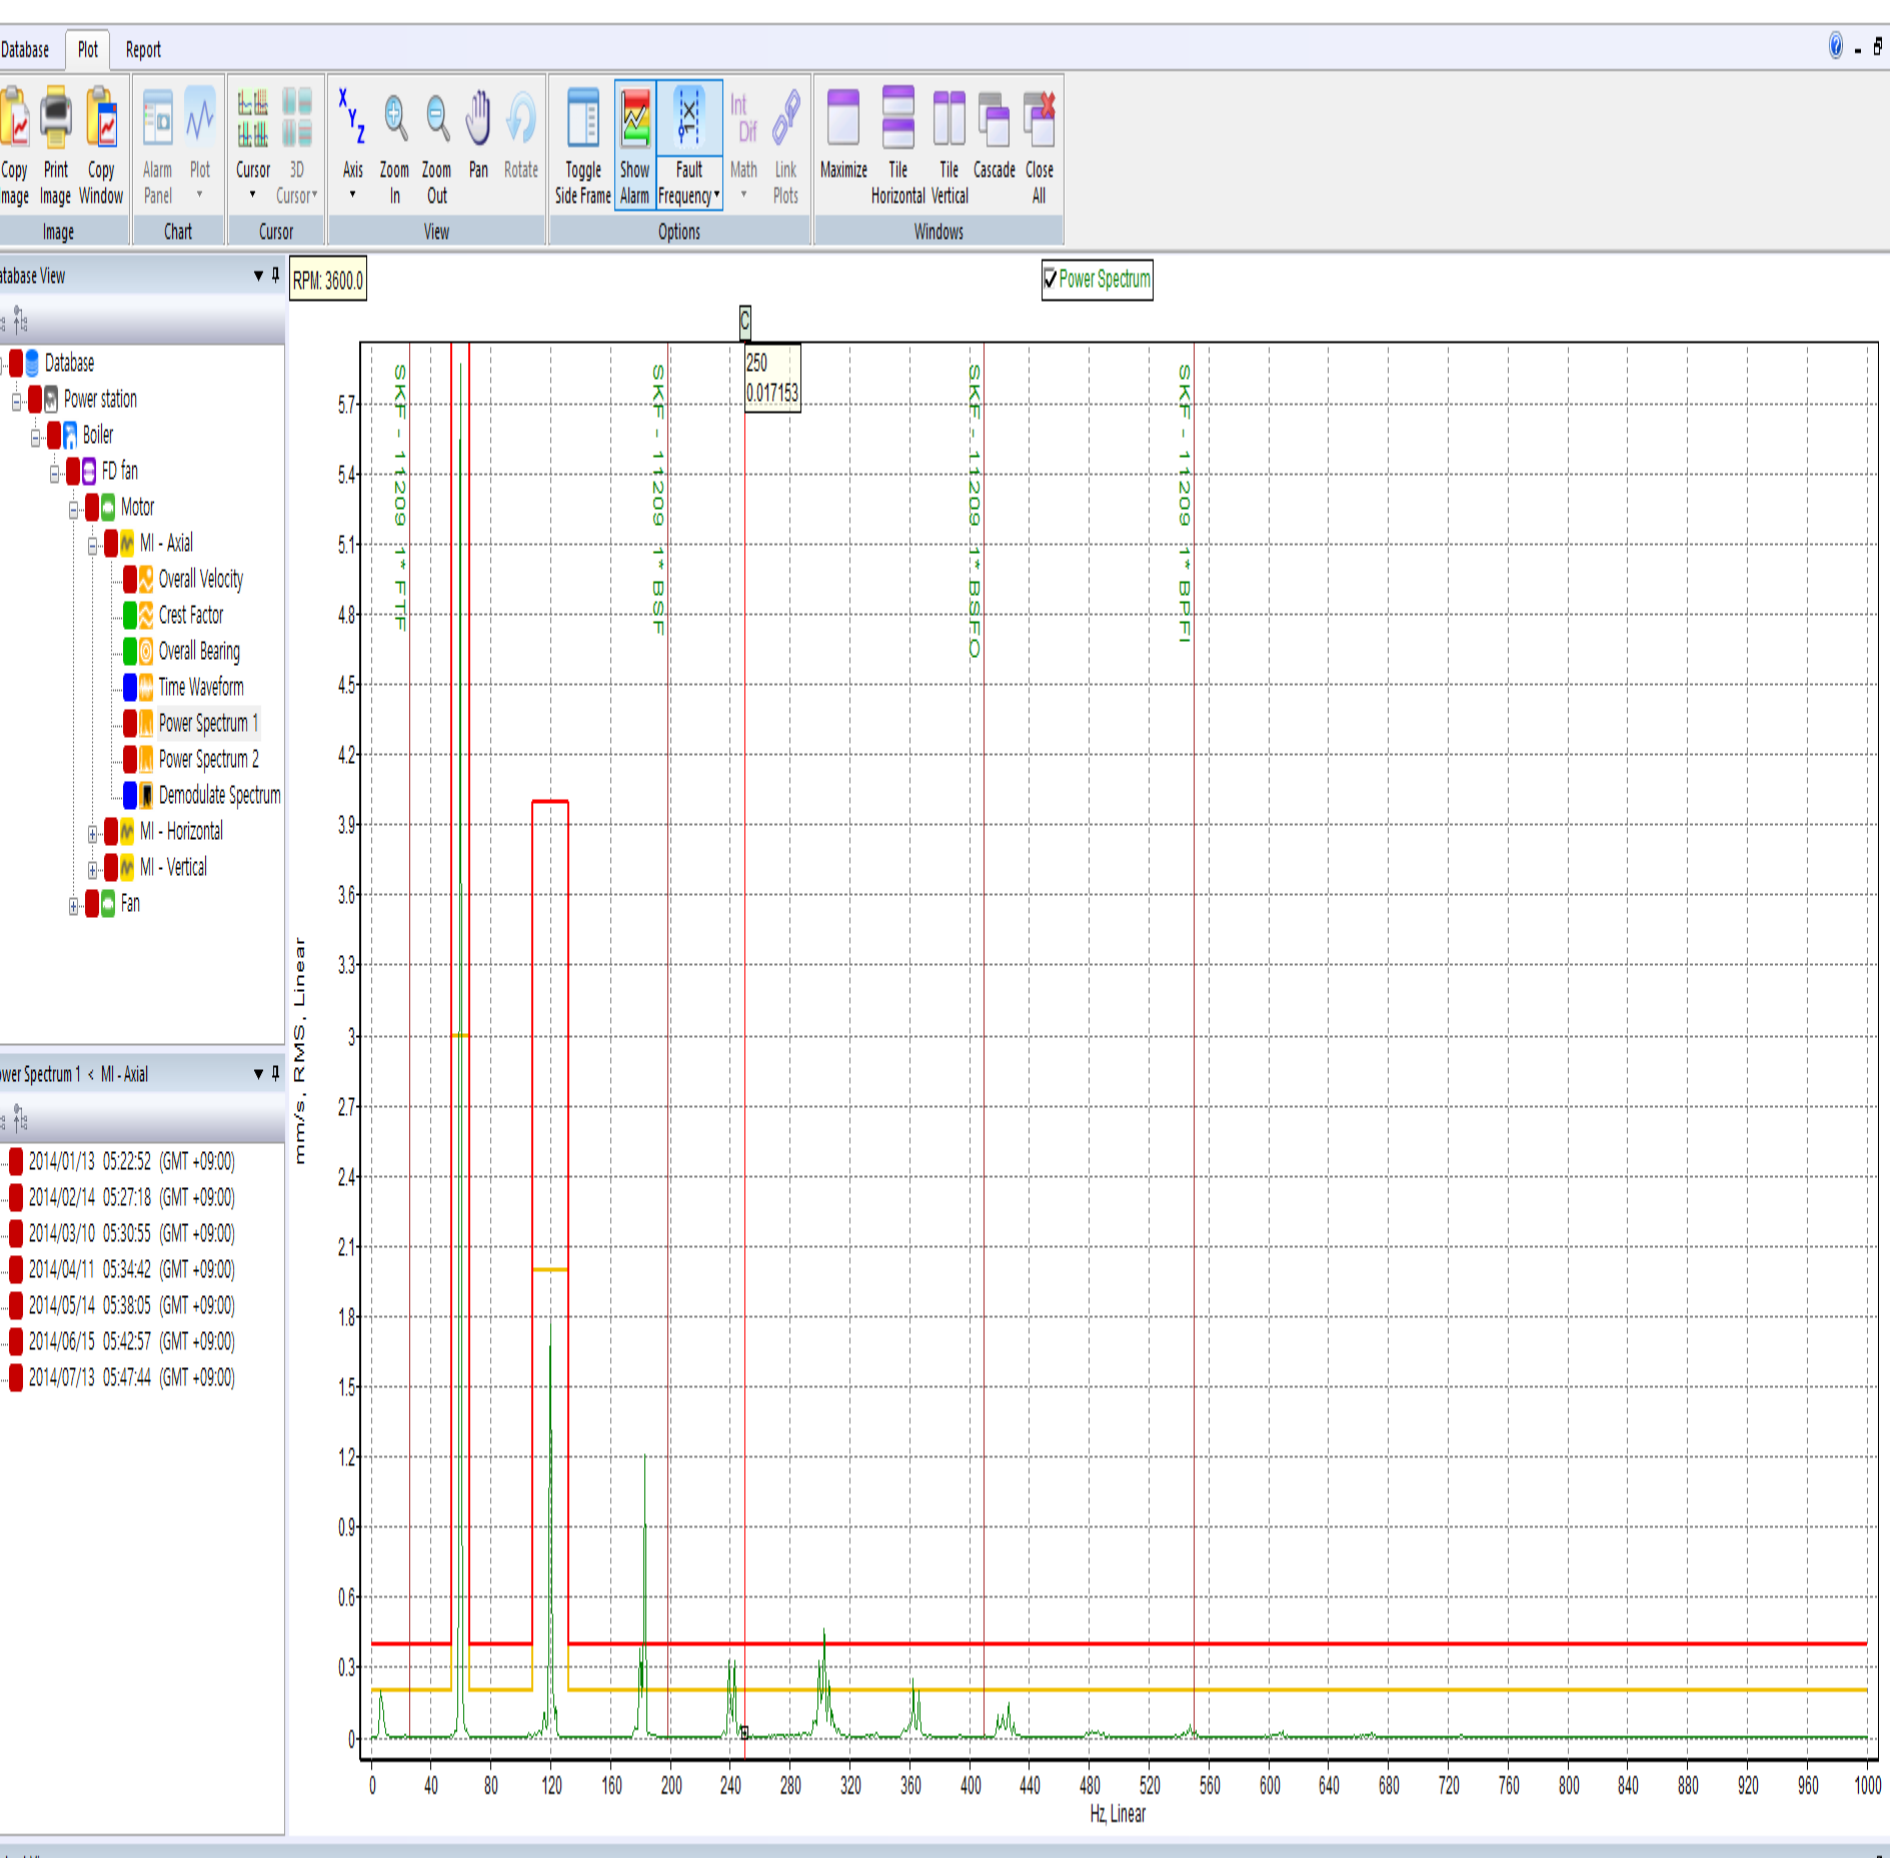 Database Plot Report
Copy Image
Print Image
Copy Window
Alarm Panel
Plot
Cursor
3D Cursor
Axis
Zoom In
Zoom Out
Pan
Rotate
Toggle Side Frame
Show Alarm
Fault Frequency
Int Dif
Math
Link Plots
Maximize
Tile Horizontal
Tile Vertical
Cascade
Close All
Image Chart Cursor View Options Windows
X Y Z
1X
Database View
Database
Power station
Boiler
FD fan
Motor
MI - Axial
Overall Velocity
Crest Factor
Overall Bearing
Time Waveform
Power Spectrum 1
Power Spectrum 2
Demodulate Spectrum
MI - Horizontal
MI - Vertical
Fan
Power Spectrum 1 < MI - Axial
2014/01/13 05:22:52 (GMT +09:00)
2014/02/14 05:27:18 (GMT +09:00)
2014/03/10 05:30:55 (GMT +09:00)
2014/04/11 05:34:42 (GMT +09:00)
2014/05/14 05:38:05 (GMT +09:00)
2014/06/15 05:42:57 (GMT +09:00)
2014/07/13 05:47:44 (GMT +09:00)
RPM: 3600.0
Power Spectrum
C
250
0.017153
SKF - 11209 1* FTF
SKF - 11209 1* BSF
SKF - 11209 1* BSFO
SKF - 11209 1* BPFI
5.7
5.4
5.1
4.8
4.5
4.2
3.9
3.6
3.3
3
2.7
2.4
2.1
1.8
1.5
1.2
0.9
0.6
0.3
0
mm/s, RMS, Linear
0 40 80 120 160 200 240 280 320 360 400 440 480 520 560 600 640 680 720 760 800 840 880 920 960 1000
Hz, Linear